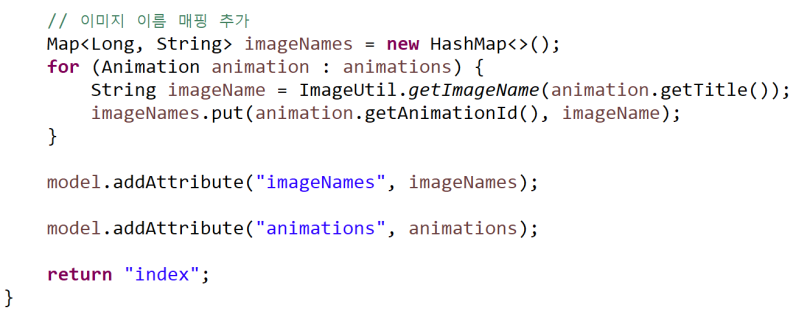 // 이미지 이름 매핑 추가
Map<Long, String> imageNames = new HashMap<>();
for (Animation animation : animations) {
String imageName = ImageUtil.getImageName(animation.getTitle());
imageNames.put(animation.getAnimationId(), imageName);
}
model.addAttribute("imageNames", imageNames);
model.addAttribute("animations", animations);
return "index";
}